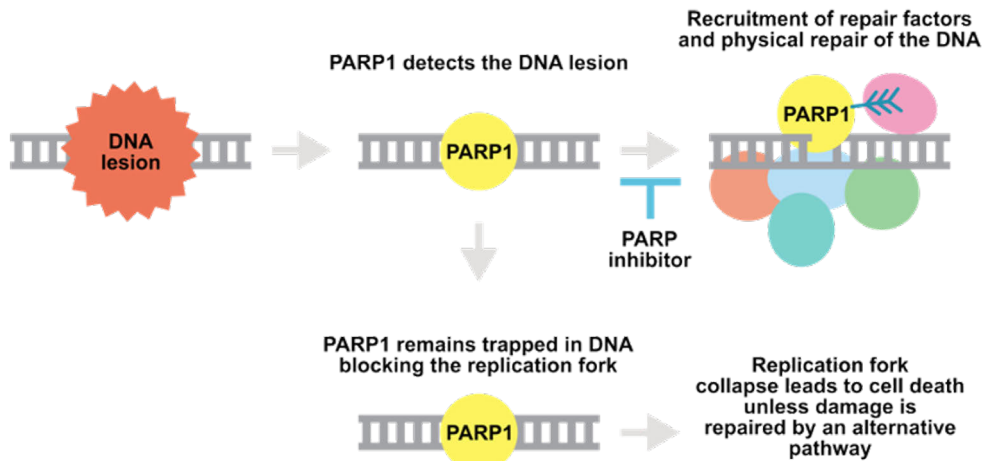 Recruitment of repair factors
and physical repair of the DNA
PARP1 detects the DNA lesion
DNA
lesion
PARP1
PARP1
PARP
inhibitor
PARP1 remains trapped in DNA
blocking the replication fork
PARP1
Replication fork
collapse leads to cell death
unless damage is
repaired by an alternative
pathway